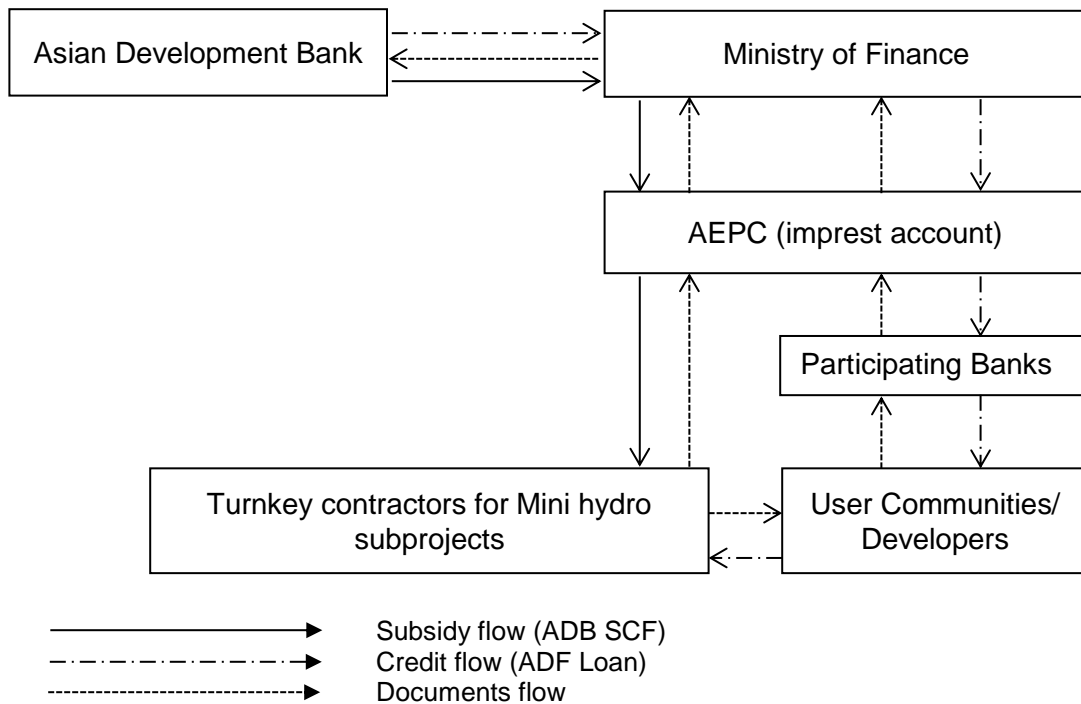 Asian Development Bank
Ministry of Finance
AEPC (imprest account)
Participating Banks
Turnkey contractors for Mini hydro
subprojects
User Communities/
Developers
Subsidy flow (ADB SCF)
Credit flow (ADF Loan)
Documents flow